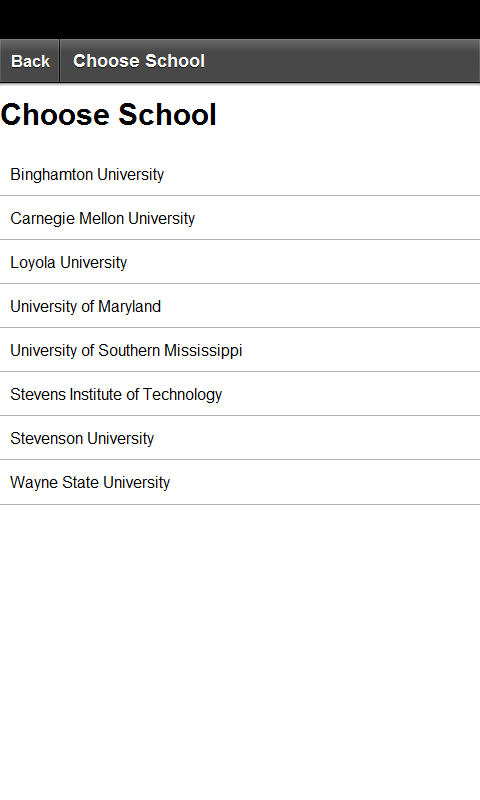 Back Choose School
Choose School
Binghamton University
Carnegie Mellon University
Loyola University
University of Maryland
University of Southern Mississippi
Stevens Institute of Technology
Stevenson University
Wayne State University